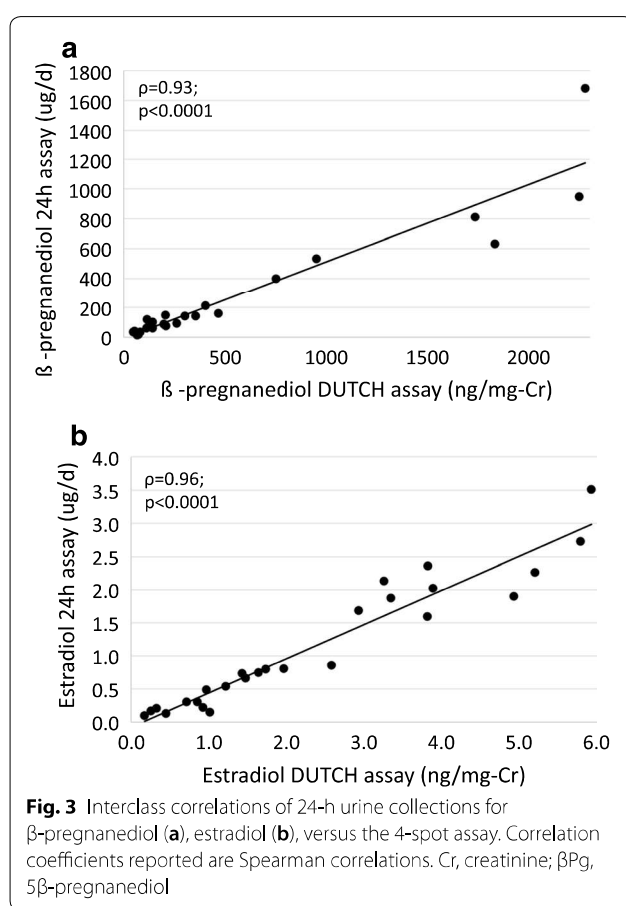 a
ß -pregnanediol 24h assay (ug/d)
1800
1600
1400
1200
1000
800
600
400
200
0
ρ=0.93;
p<0.0001
0 500 1000 1500 2000
ß -pregnanediol DUTCH assay (ng/mg-Cr)
b
Estradiol 24h assay (ug/d)
4.0
3.5
3.0
2.5
2.0
1.5
1.0
0.5
0.0
ρ=0.96;
p<0.0001
0.0 1.0 2.0 3.0 4.0 5.0 6.0
Estradiol DUTCH assay (ng/mg-Cr)
Fig. 3 Interclass correlations of 24-h urine collections for
β-pregnanediol (a), estradiol (b), versus the 4-spot assay. Correlation
coefficients reported are Spearman correlations. Cr, creatinine; βPg,
5β-pregnanediol